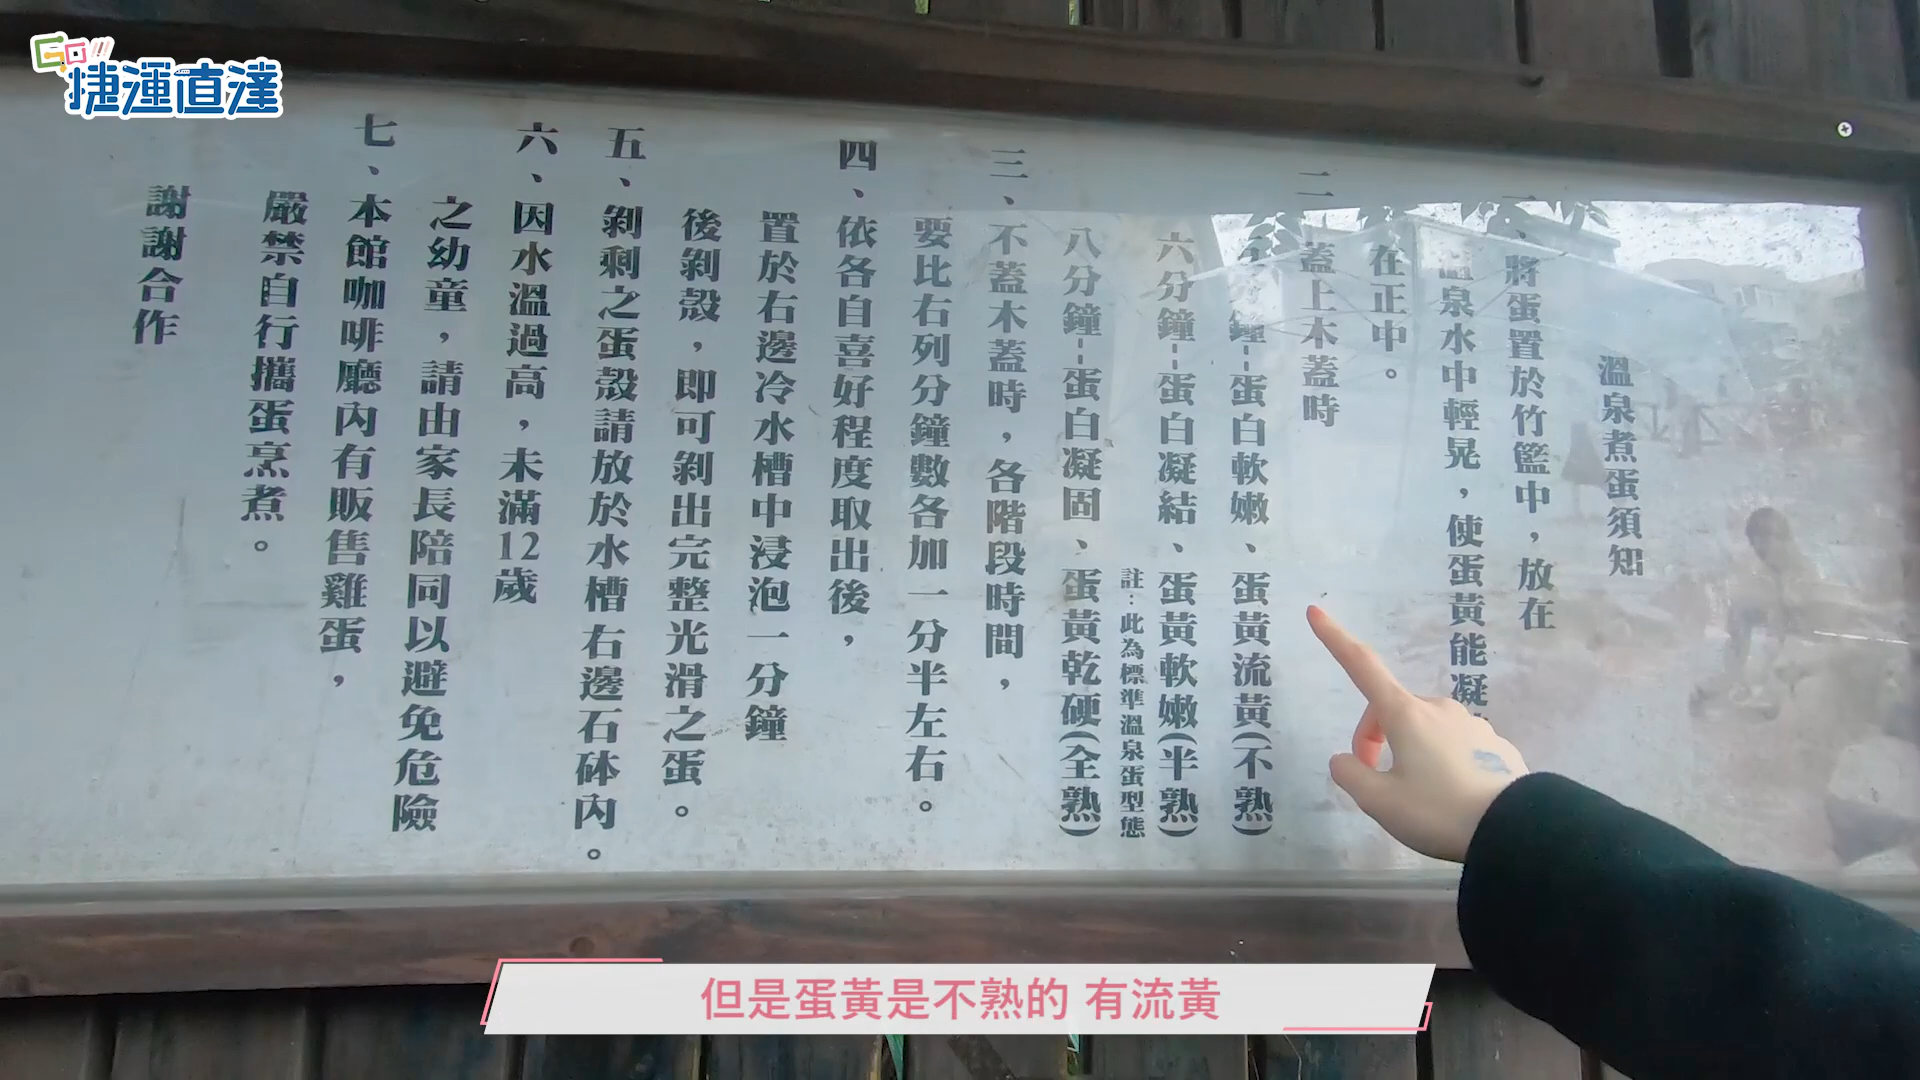 GO!!
捷運直達
溫泉煮蛋須知
一、將蛋置於竹籃中，放在
溫泉水中輕晃，使蛋黃能凝
在正中。
二、蓋上木蓋時
分鐘--蛋白軟嫩、蛋黃流黃(不熟)
六分鐘--蛋白凝結、蛋黃軟嫩(半熟)
註：此為標準溫泉蛋型態
八分鐘--蛋白凝固、蛋黃乾硬(全熟)
三、不蓋木蓋時，各階段時間，
要比右列分鐘數各加一分半左右。
四、依各自喜好程度取出後，
置於右邊冷水槽中浸泡一分鐘
後剝殼，即可剝出完整光滑之蛋。
五、剝剩之蛋殼請放於水槽右邊石砵內。
六、因水溫過高，未滿12歲
之幼童，請由家長陪同以避免危險
七、本館咖啡廳內有販售雞蛋，
嚴禁自行攜蛋烹煮。
謝謝合作
但是蛋黃是不熟的 有流黃